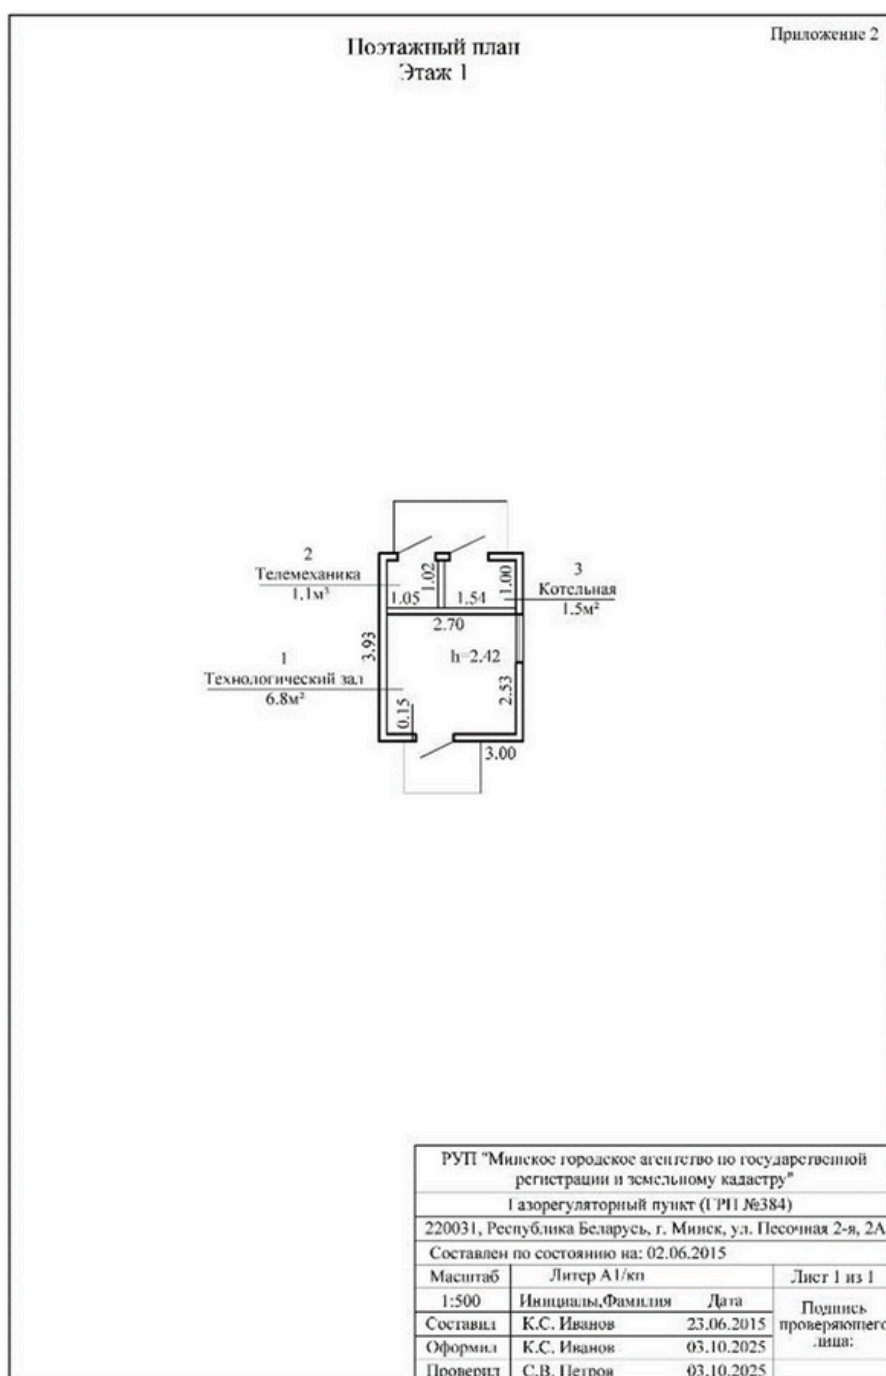 Приложение 2
Поэтажный план
Этаж 1
2
Телемеханика
1.1м³
1.02
1.05
1.54
1.00
3
Котельная
1.5м²
2.70
3.93
h=2.42
1
Технологический зал
6.8м²
2.53
0.15
3.00
РУП "Минское городское агентство по государственной
регистрации и земельному кадастру"
Газорегуляторный пункт (ГРП №384)
220031, Республика Беларусь, г. Минск, ул. Песочная 2-я, 2А
Составлен по состоянию на: 02.06.2015
Масштаб Литер А1/кп Лист 1 из 1
1:500 Инициалы,Фамилия Дата Подпись
Составил К.С. Иванов 23.06.2015 проверяющего
Оформил К.С. Иванов 03.10.2025 лица:
Проверил С.В. Петров 03.10.2025